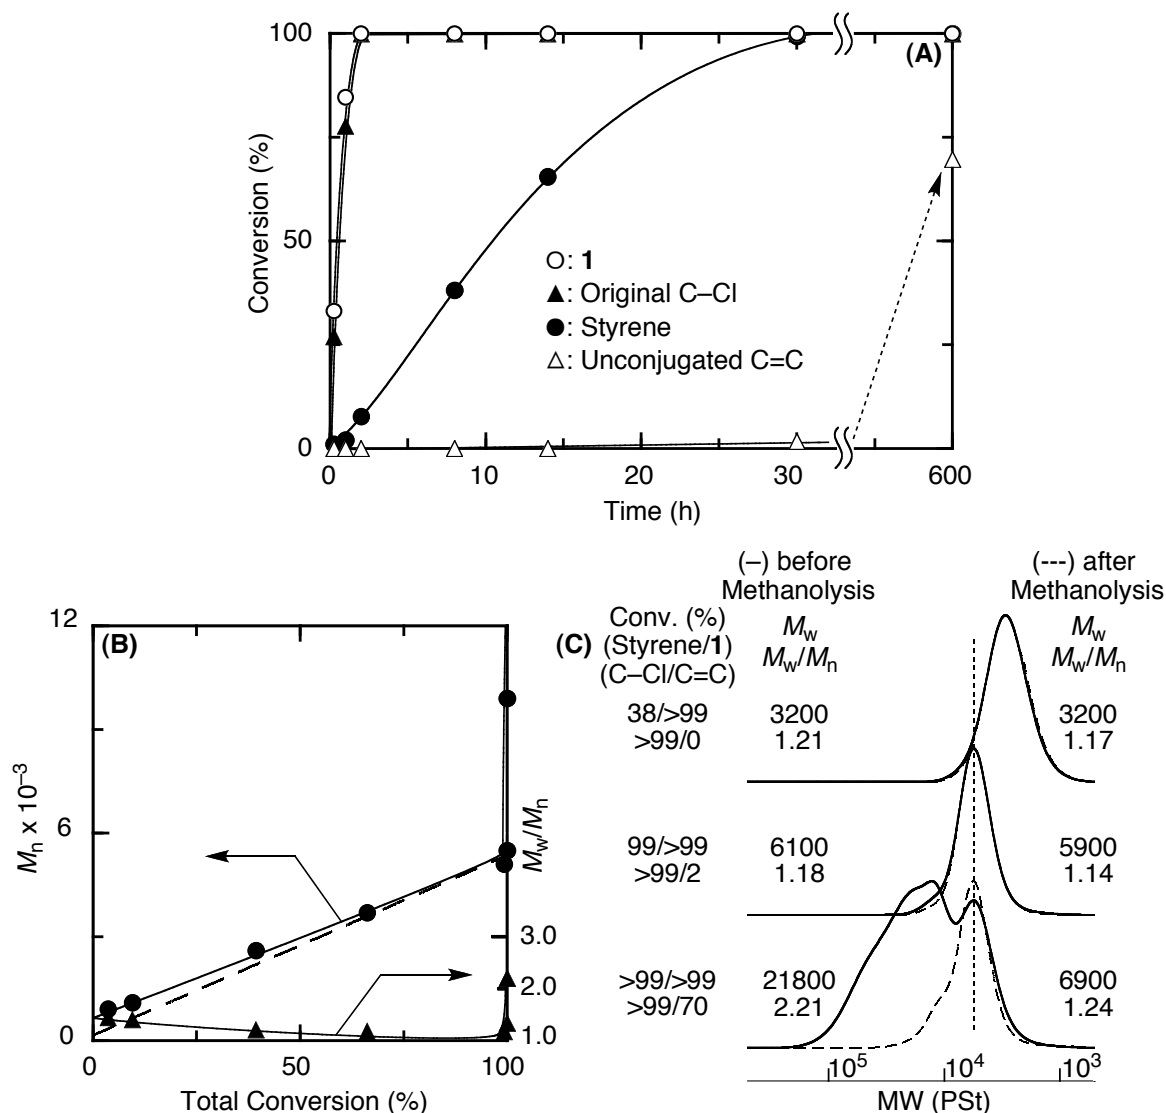 100
(A)
Conversion (%)
50
○: 1
▲: Original C–Cl
●: Styrene
△: Unconjugated C=C
0
0 10 20 30 600
Time (h)
(–) before
Methanolysis
(---) after
Methanolysis
12
(B)
(C)
Conv. (%)
(Styrene/1)
(C–Cl/C=C)
Mw
Mw/Mn
Mw
Mw/Mn
Mn x 10⁻³
6
Mw/Mn
38/>99 3200 3200
>99/0 1.21 1.17
99/>99 6100 5900
>99/2 1.18 1.14
3.0
>99/>99 21800 6900
2.0
>99/70 2.21 1.24
0
1.0
0 50 100
Total Conversion (%)
10⁵ 10⁴ 10³
MW (PSt)